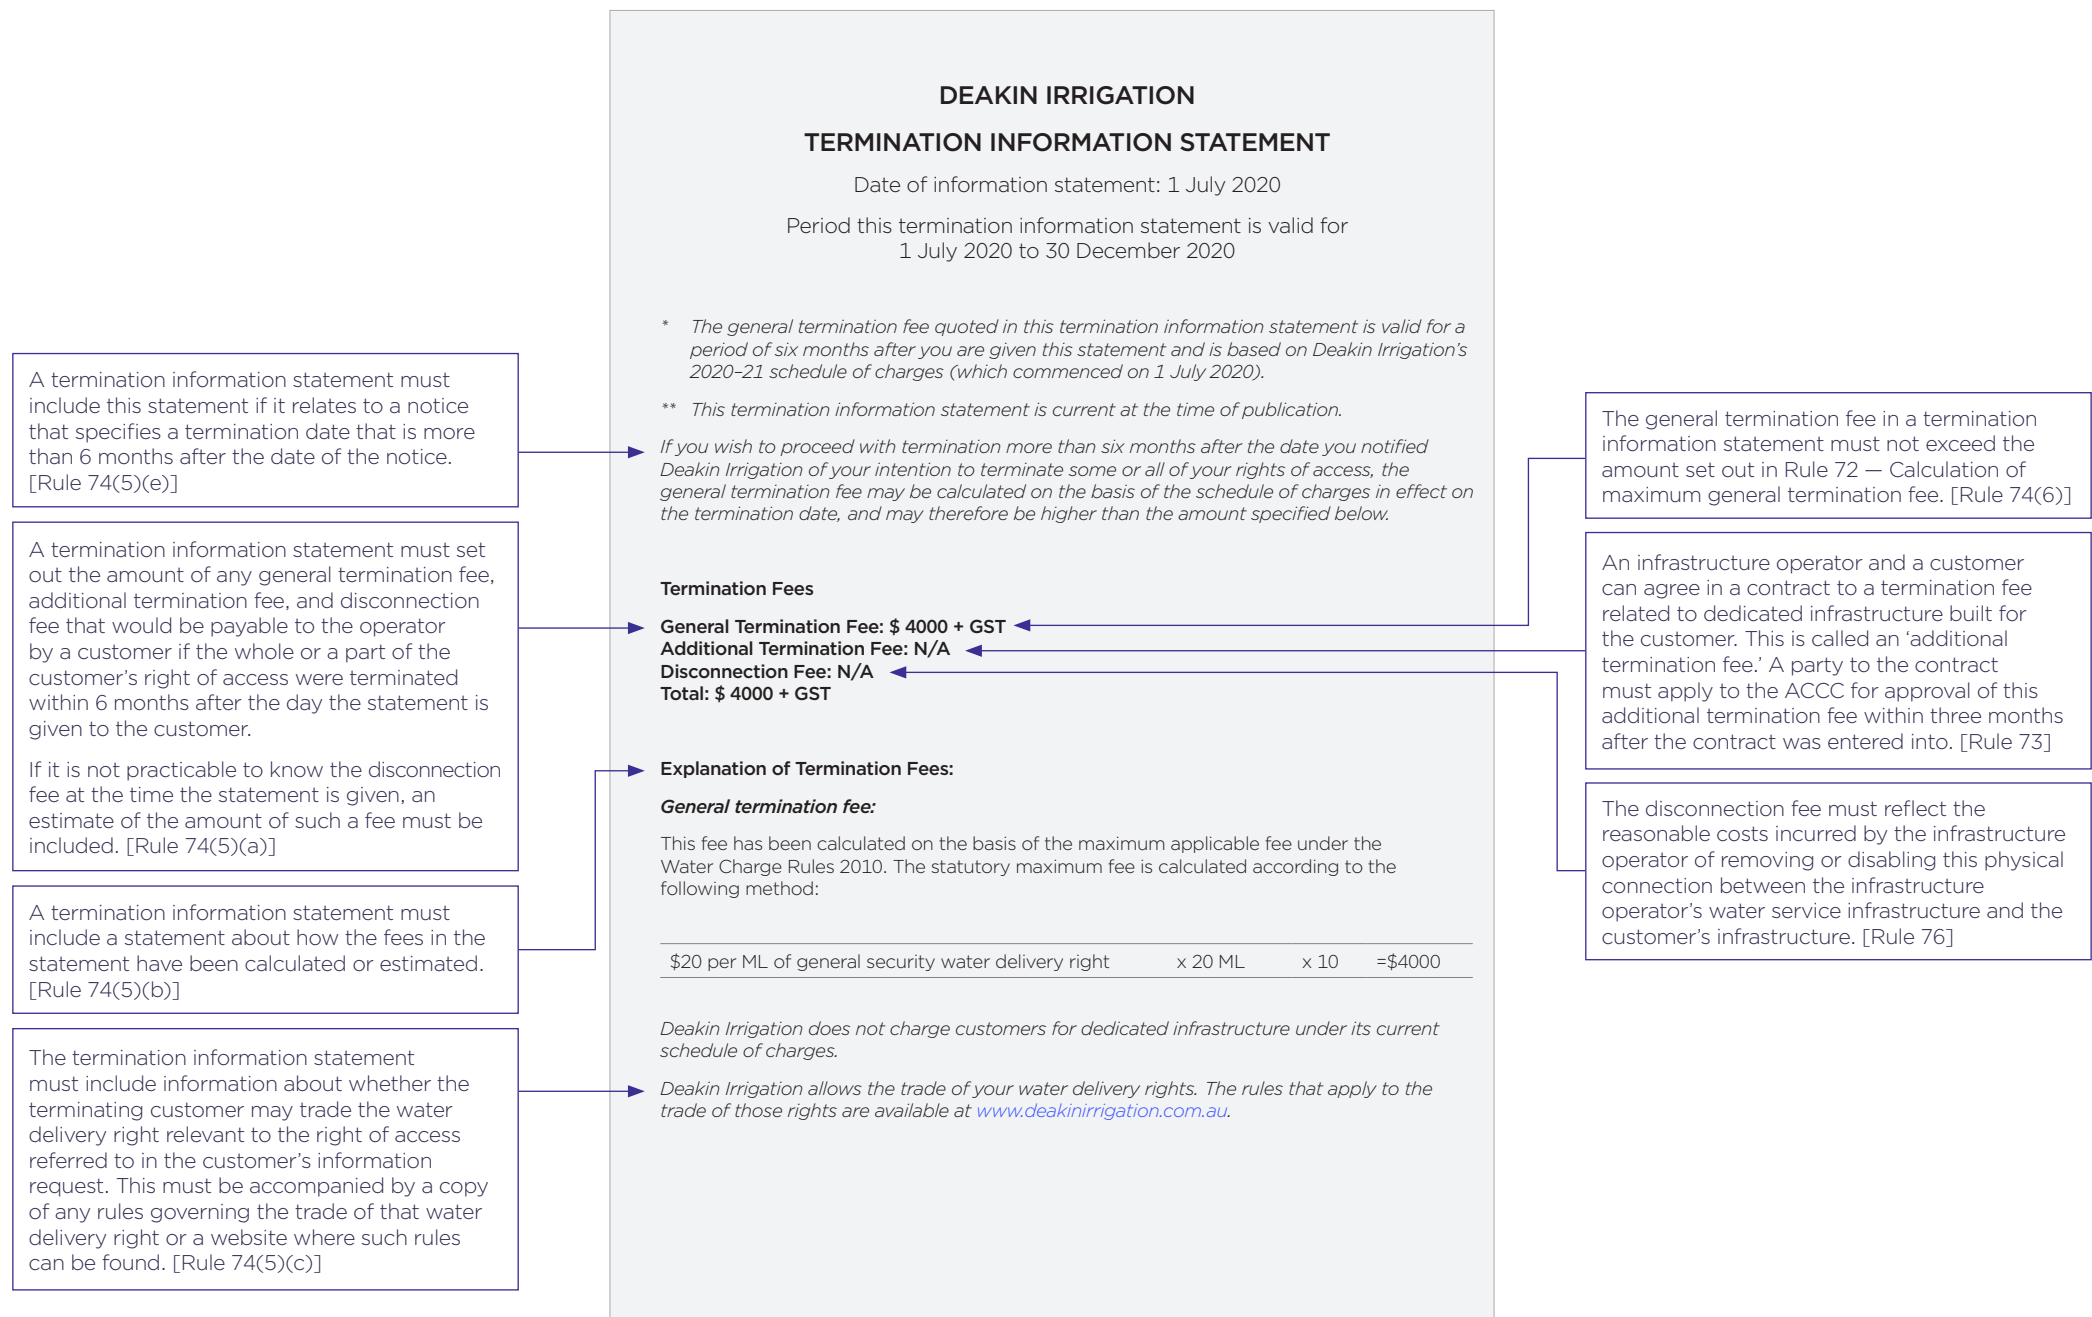 DEAKIN IRRIGATION
TERMINATION INFORMATION STATEMENT
Date of information statement: 1 July 2020
Period this termination information statement is valid for
1 July 2020 to 30 December 2020
* The general termination fee quoted in this termination information statement is valid for a
period of six months after you are given this statement and is based on Deakin Irrigation's
2020–21 schedule of charges (which commenced on 1 July 2020).
** This termination information statement is current at the time of publication.
If you wish to proceed with termination more than six months after the date you notified
Deakin Irrigation of your intention to terminate some or all of your rights of access, the
general termination fee may be calculated on the basis of the schedule of charges in effect on
the termination date, and may therefore be higher than the amount specified below.
Termination Fees
General Termination Fee: $ 4000 + GST
Additional Termination Fee: N/A
Disconnection Fee: N/A
Total: $ 4000 + GST
Explanation of Termination Fees:
General termination fee:
This fee has been calculated on the basis of the maximum applicable fee under the
Water Charge Rules 2010. The statutory maximum fee is calculated according to the
following method:
$20 per ML of general security water delivery right x 20 ML x 10 =$4000
Deakin Irrigation does not charge customers for dedicated infrastructure under its current
schedule of charges.
Deakin Irrigation allows the trade of your water delivery rights. The rules that apply to the
trade of those rights are available at www.deakinirrigation.com.au.
A termination information statement must
include this statement if it relates to a notice
that specifies a termination date that is more
than 6 months after the date of the notice.
[Rule 74(5)(e)]
A termination information statement must set
out the amount of any general termination fee,
additional termination fee, and disconnection
fee that would be payable to the operator
by a customer if the whole or a part of the
customer's right of access were terminated
within 6 months after the day the statement is
given to the customer.
If it is not practicable to know the disconnection
fee at the time the statement is given, an
estimate of the amount of such a fee must be
included. [Rule 74(5)(a)]
A termination information statement must
include a statement about how the fees in the
statement have been calculated or estimated.
[Rule 74(5)(b)]
The termination information statement
must include information about whether the
terminating customer may trade the water
delivery right relevant to the right of access
referred to in the customer's information
request. This must be accompanied by a copy
of any rules governing the trade of that water
delivery right or a website where such rules
can be found. [Rule 74(5)(c)]
The general termination fee in a termination
information statement must not exceed the
amount set out in Rule 72 — Calculation of
maximum general termination fee. [Rule 74(6)]
An infrastructure operator and a customer
can agree in a contract to a termination fee
related to dedicated infrastructure built for
the customer. This is called an 'additional
termination fee.' A party to the contract
must apply to the ACCC for approval of this
additional termination fee within three months
after the contract was entered into. [Rule 73]
The disconnection fee must reflect the
reasonable costs incurred by the infrastructure
operator of removing or disabling this physical
connection between the infrastructure
operator's water service infrastructure and the
customer's infrastructure. [Rule 76]